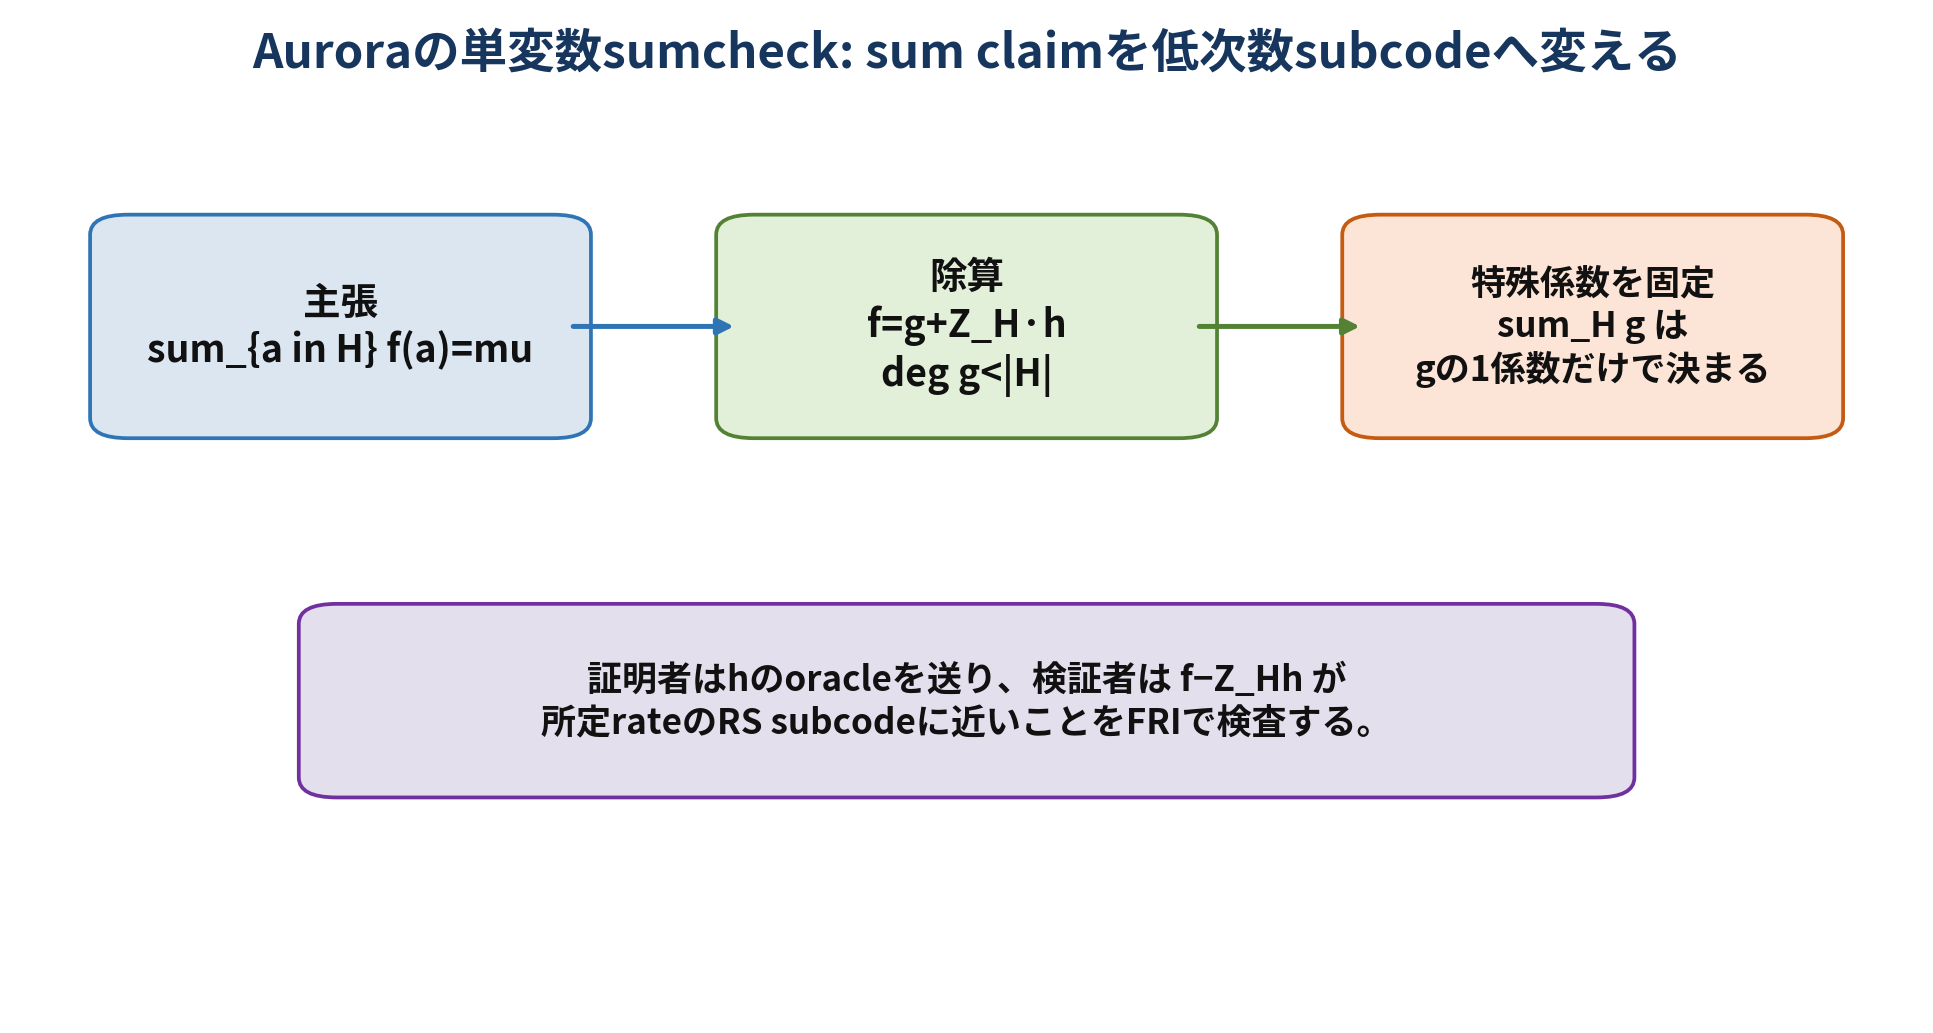 Auroraの単変数sumcheck: sum claimを低次数subcodeへ変える
主張
sum_{a in H} f(a)=mu
除算
f=g+Z_H·h
deg g<|H|
特殊係数を固定
sum_H g は
gの1係数だけで決まる
証明者はhのoracleを送り、検証者は f−Z_Hh が
所定rateのRS subcodeに近いことをFRIで検査する。